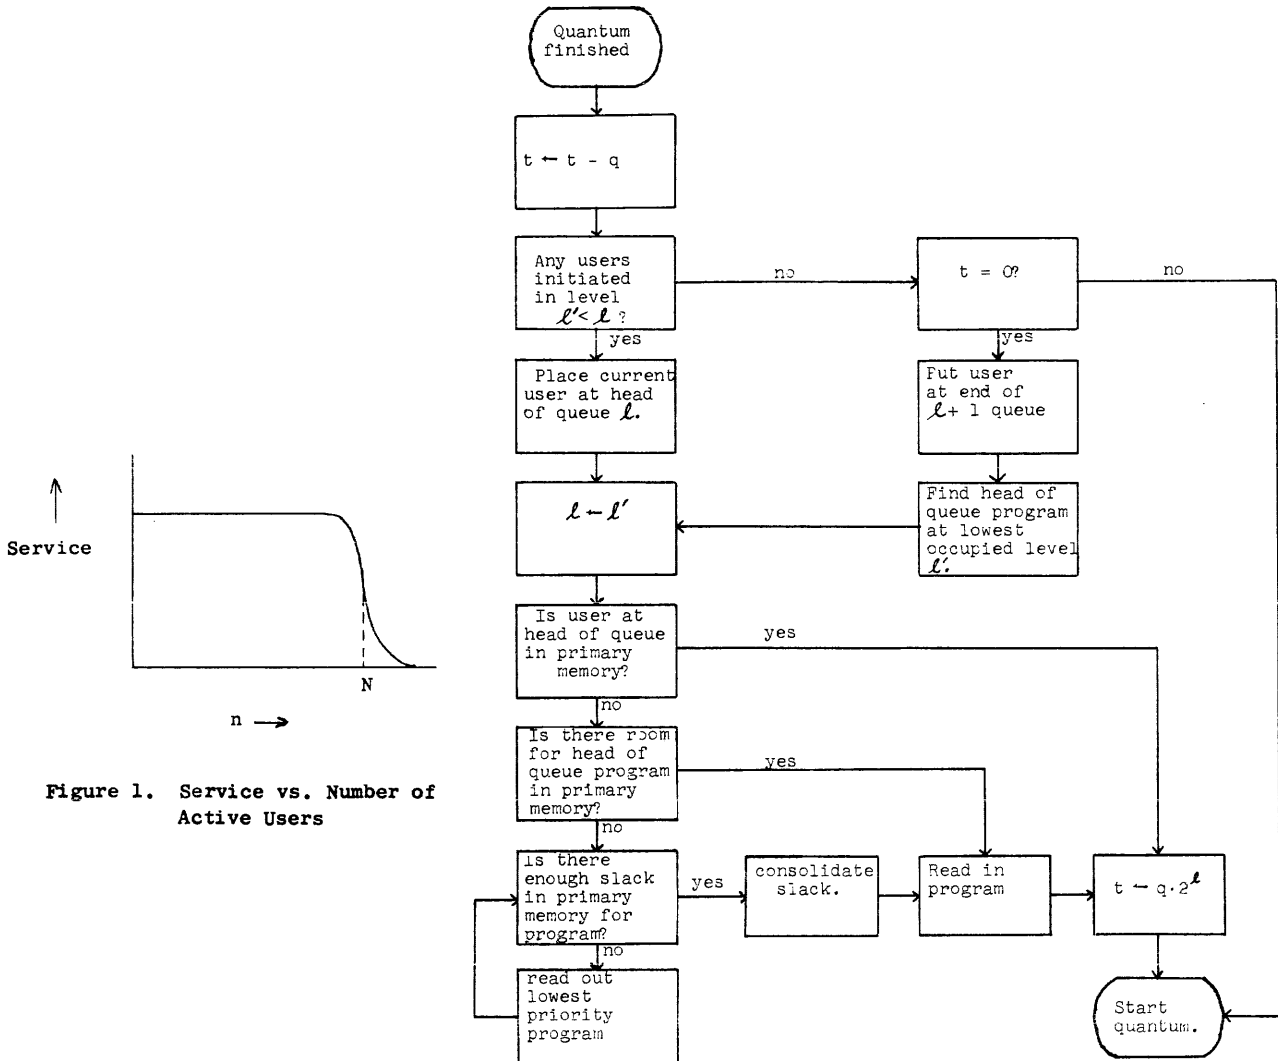 Quantum
finished
t ← t - q
Any users
initiated
in level
ℓ′< ℓ ?
no
t = 0?
no
yes
yes
Place current
user at head
of queue ℓ.
Put user
at end of
ℓ+ 1 queue
ℓ ← ℓ′
Find head of
queue program
at lowest
occupied level
ℓ′.
Service
N
n →
Figure 1. Service vs. Number of
Active Users
Is user at
head of queue
in primary
memory?
yes
no
Is there room
for head of
queue program
in primary
memory?
yes
no
Is there
enough slack
in primary
memory for
program?
yes
consolidate
slack.
Read in
program
t ← q·2^ℓ
no
read out
lowest
priority
program
Start
quantum.